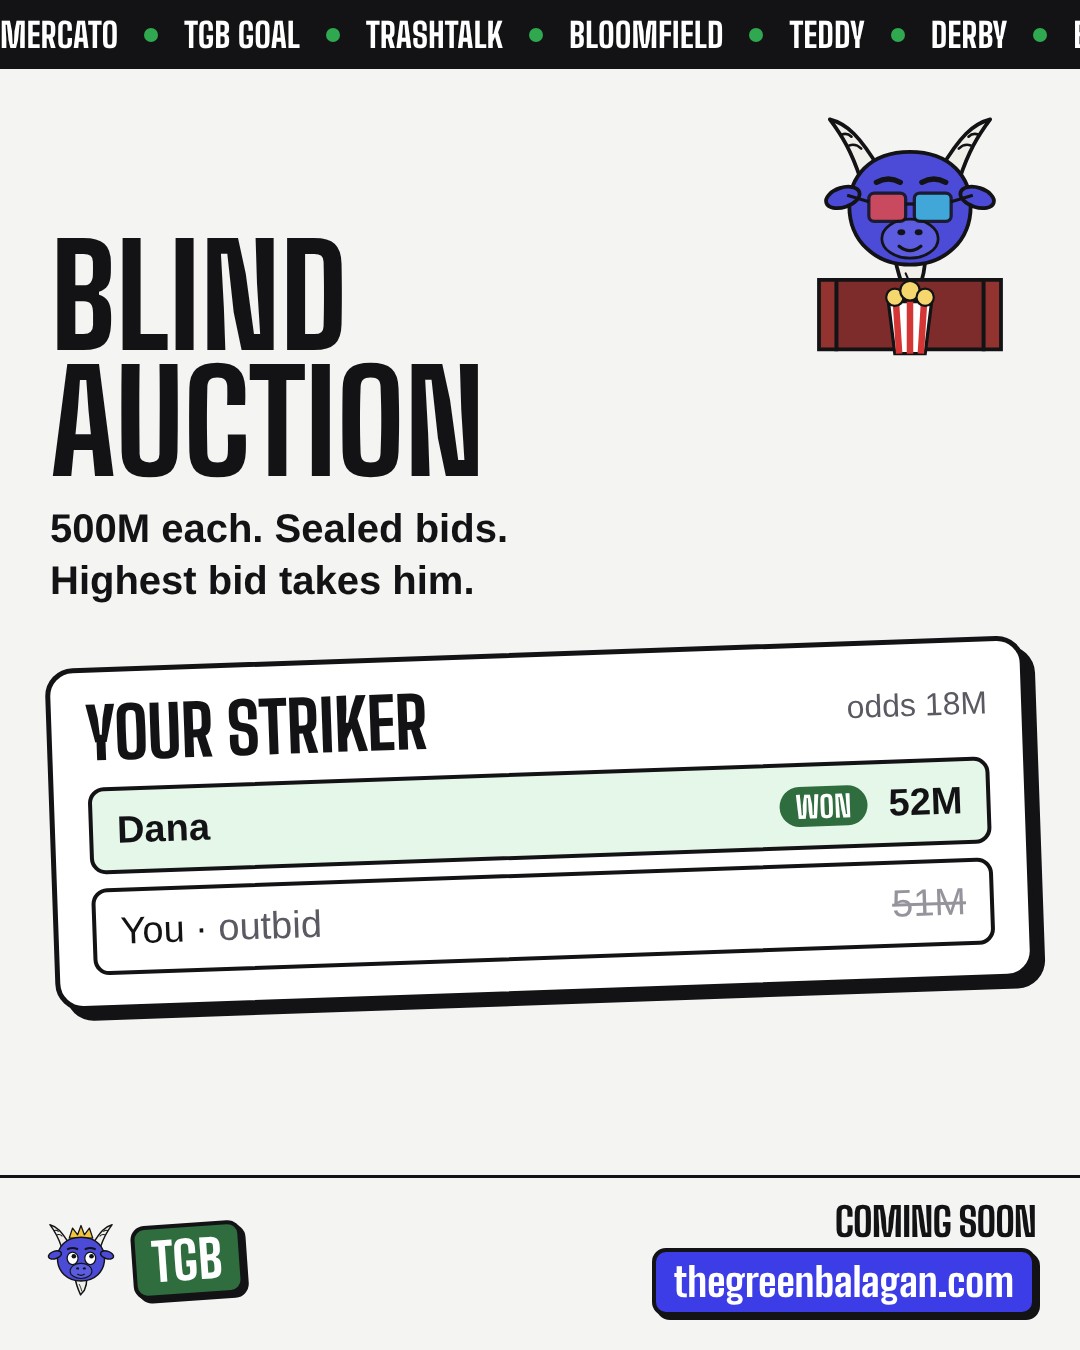 MERCATO • TGB GOAL • TRASHTALK • BLOOMFIELD • TEDDY • DERBY •
BLIND
AUCTION
500M each. Sealed bids.
Highest bid takes him.
YOUR STRIKER
odds 18M
Dana WON 52M
You · outbid 51M
TGB
COMING SOON
thegreenbalagan.com